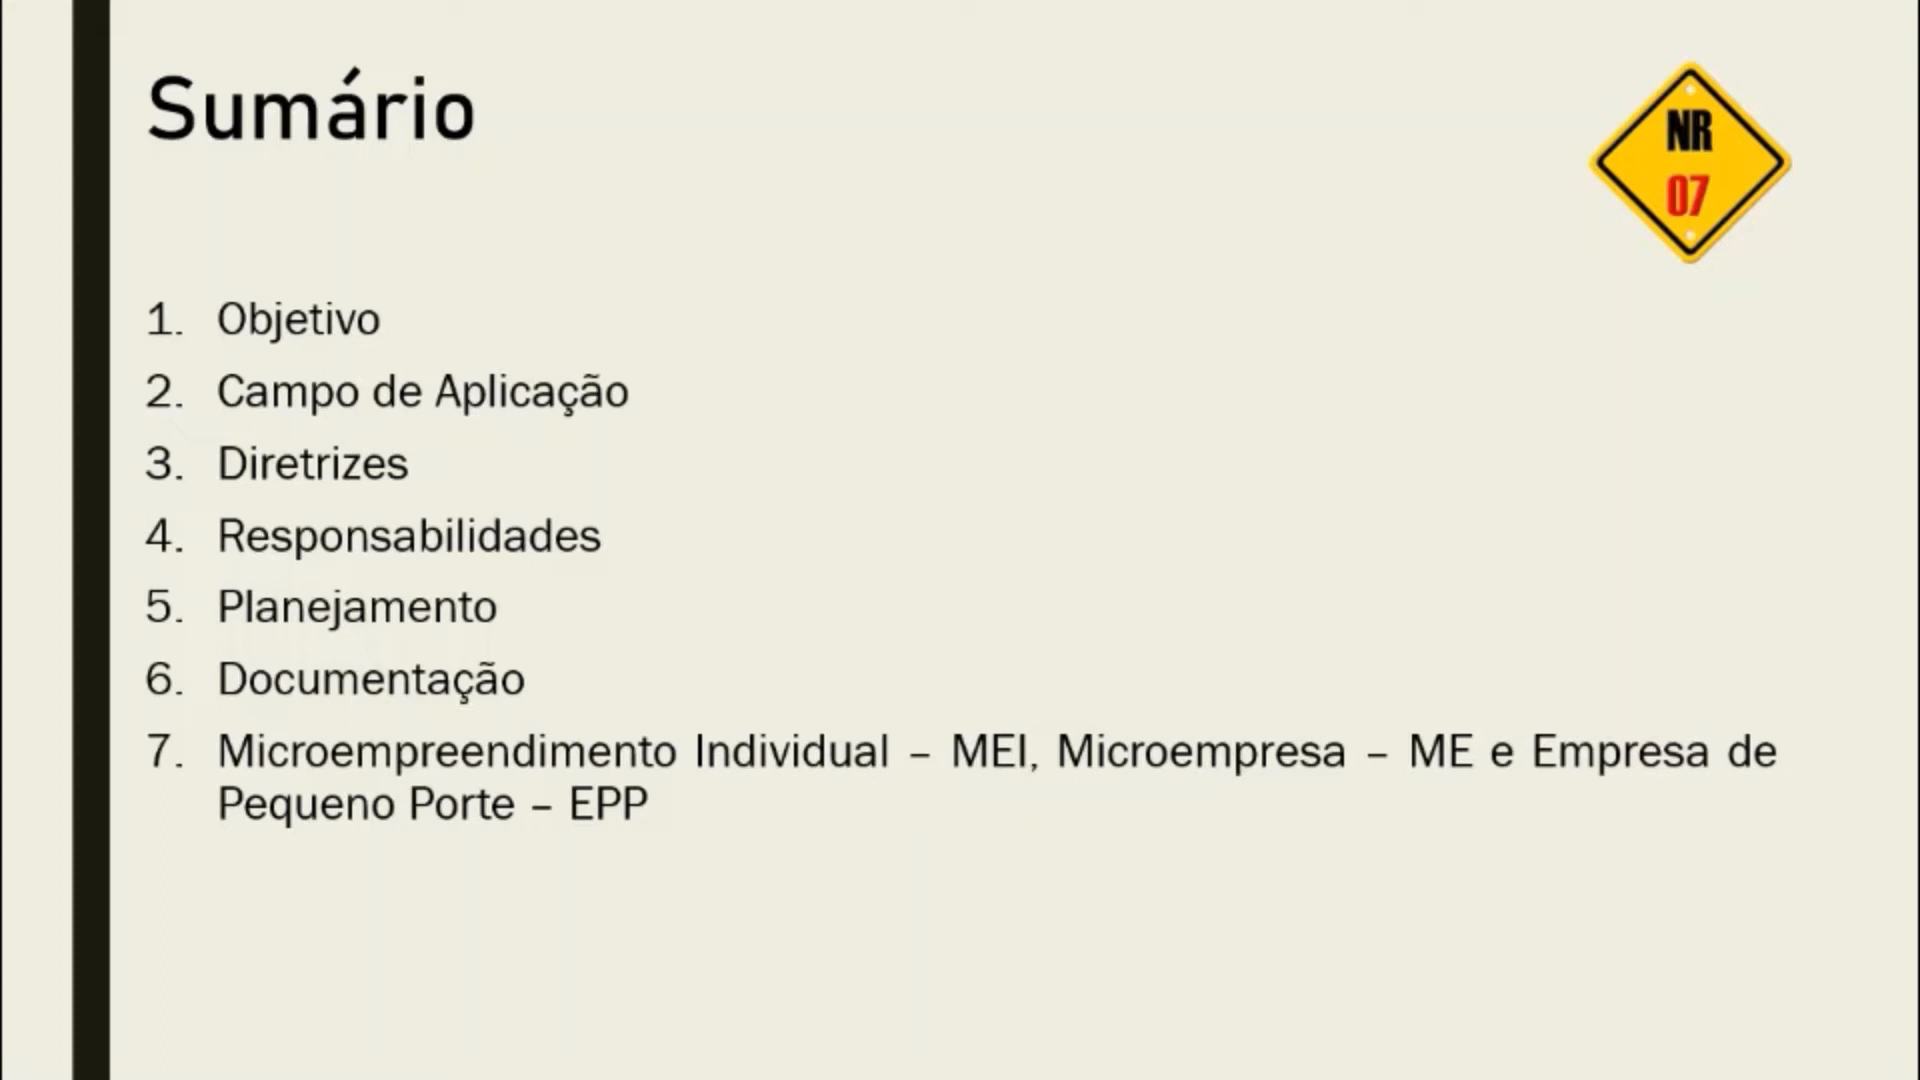 Sumário
NR
07
1. Objetivo
2. Campo de Aplicação
3. Diretrizes
4. Responsabilidades
5. Planejamento
6. Documentação
7. Microempreendimento Individual – MEI, Microempresa – ME e Empresa de
Pequeno Porte – EPP